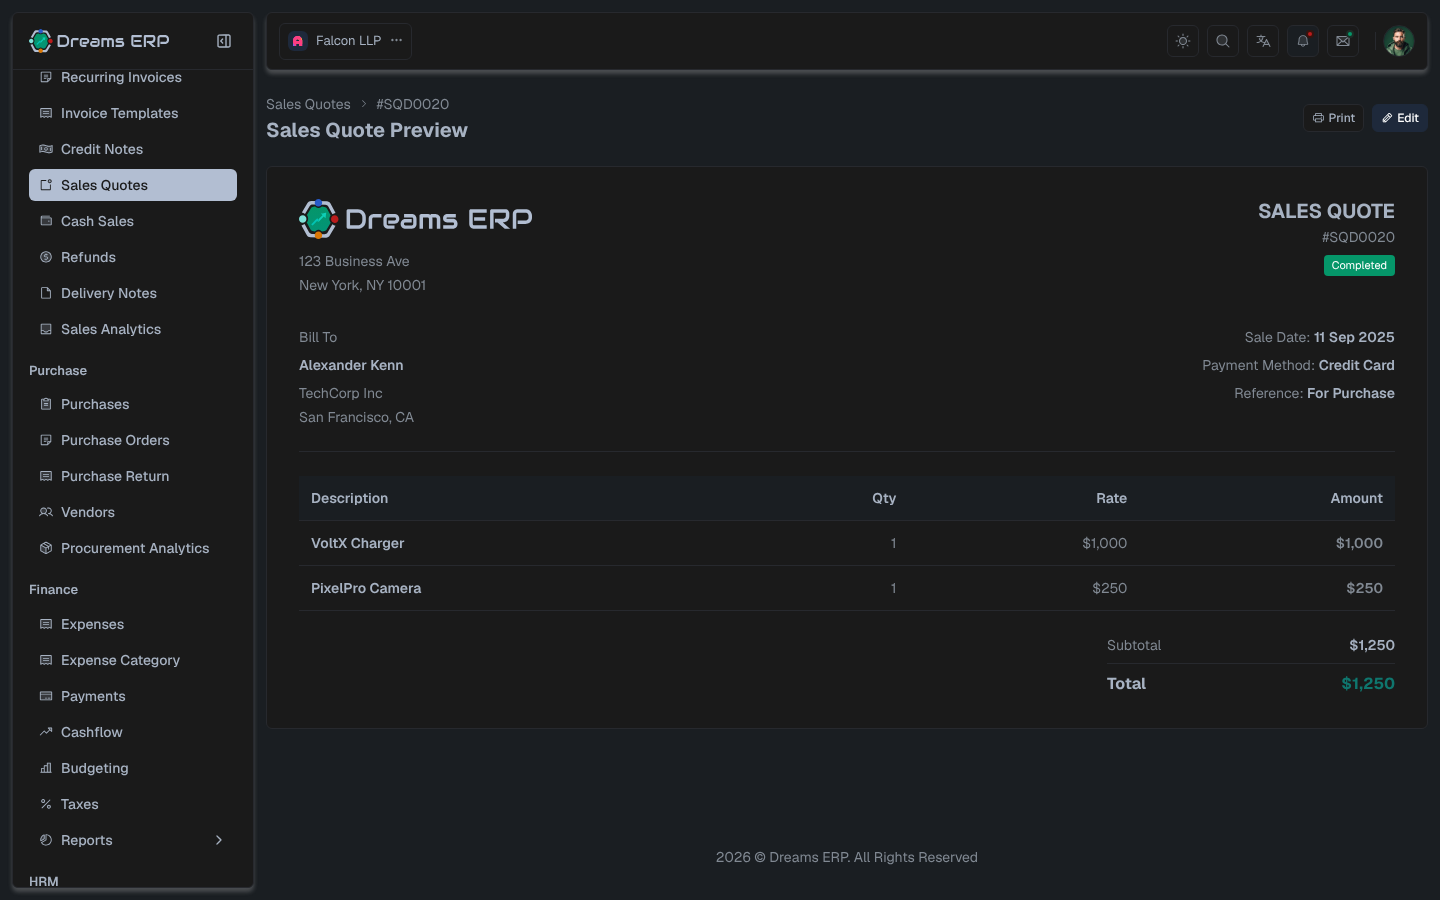 Dreams ERP
Recurring Invoices
Invoice Templates
Credit Notes
Sales Quotes
Cash Sales
Refunds
Delivery Notes
Sales Analytics
Purchase
Purchases
Purchase Orders
Purchase Return
Vendors
Procurement Analytics
Finance
Expenses
Expense Category
Payments
Cashflow
Budgeting
Taxes
Reports
HRM
Falcon LLP
Sales Quotes > #SQD0020
Sales Quote Preview
Print
Edit
Dreams ERP
123 Business Ave
New York, NY 10001
SALES QUOTE
#SQD0020
Completed
Bill To
Alexander Kenn
TechCorp Inc
San Francisco, CA
Sale Date: 11 Sep 2025
Payment Method: Credit Card
Reference: For Purchase
Description Qty Rate Amount
VoltX Charger 1 $1,000 $1,000
PixelPro Camera 1 $250 $250
Subtotal $1,250
Total $1,250
2026 © Dreams ERP. All Rights Reserved